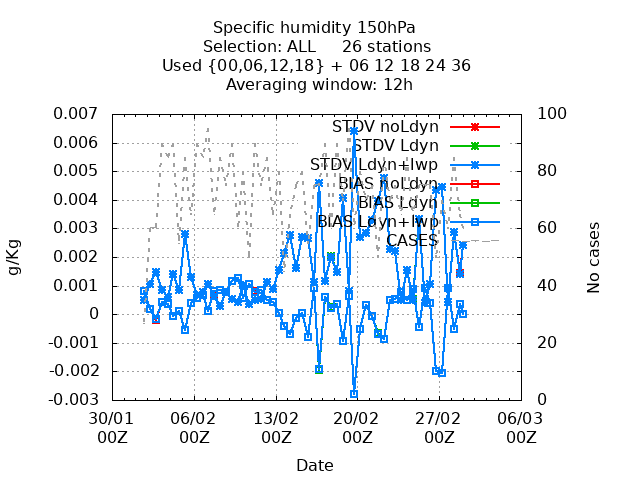 Specific humidity 150hPa
Selection: ALL 26 stations
Used {00,06,12,18} + 06 12 18 24 36
Averaging window: 12h
0.007
0.006
0.005
0.004
0.003
0.002
0.001
0
-0.001
-0.002
-0.003
g/Kg
STDV noLdyn
STDV Ldyn
STDV Ldyn+lwp
BIAS noLdyn
BIAS Ldyn
BIAS Ldyn+lwp
CASES
100
80
60
40
20
0
No cases
30/01 06/02 13/02 20/02 27/02 06/03
00Z 00Z 00Z 00Z 00Z 00Z
Date